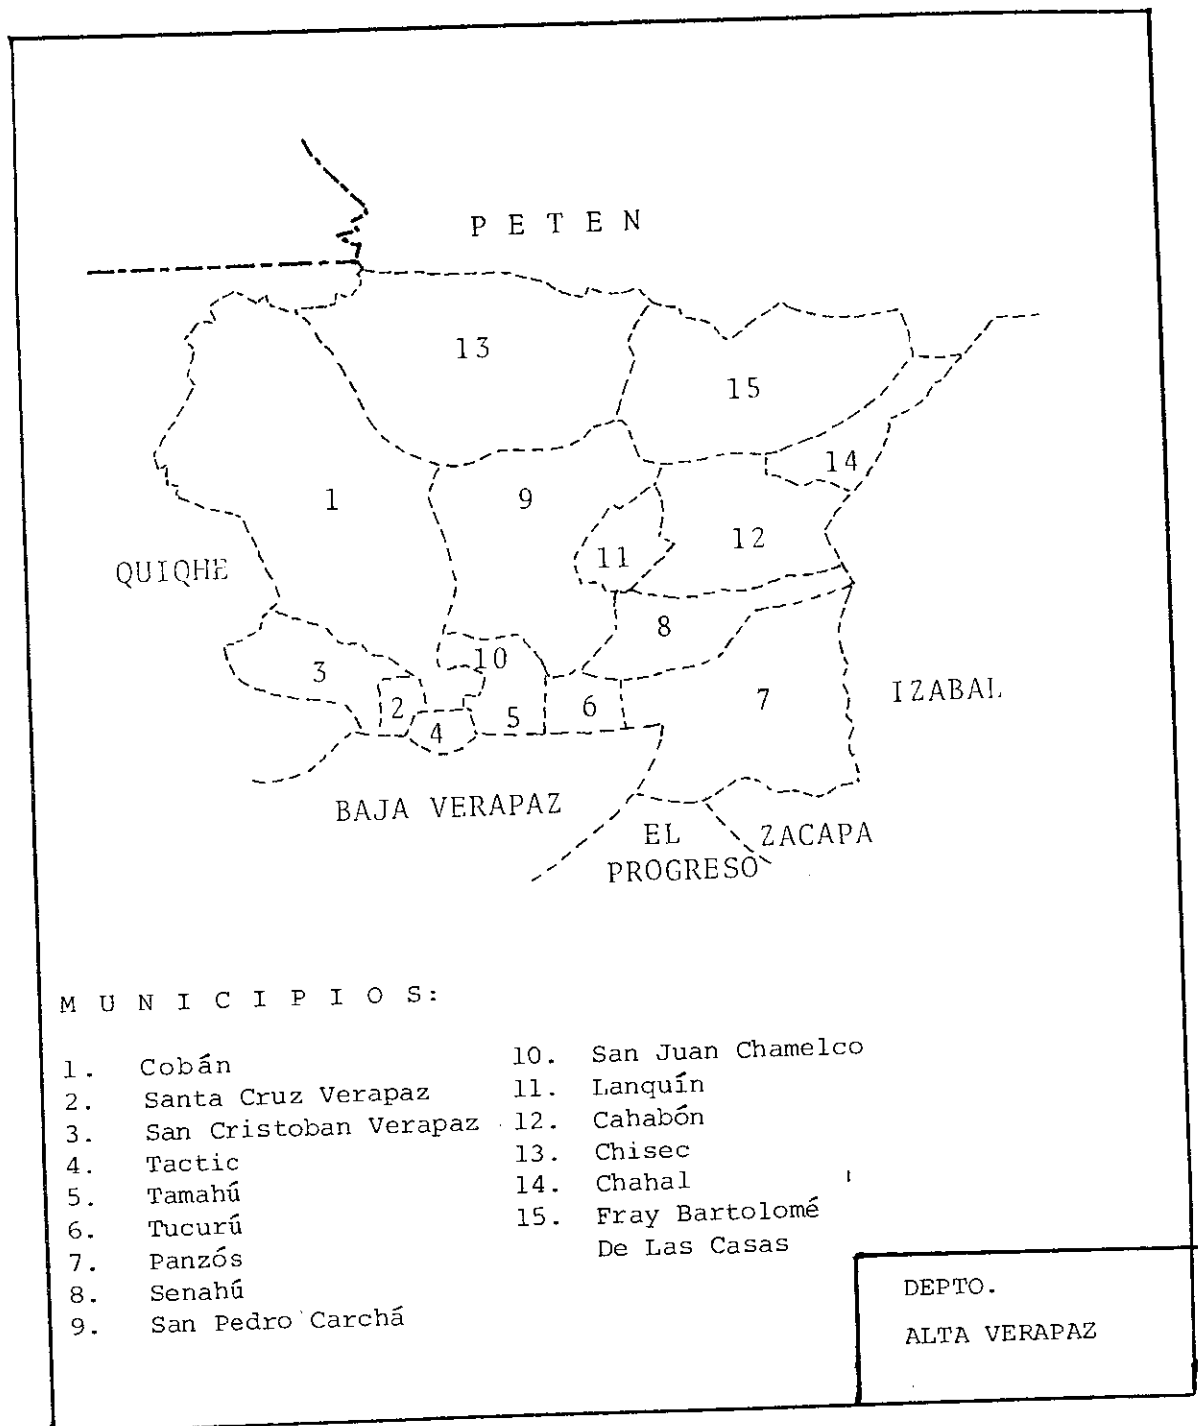 P E T E N
13
15
14
1
9
12
11
QUIQHE
8
10
3
IZABAL
7
2
6
5
4
BAJA VERAPAZ
EL PROGRESO
ZACAPA
M U N I C I P I O S:
1. Cobán
2. Santa Cruz Verapaz
3. San Cristoban Verapaz
4. Tactic
5. Tamahú
6. Tucurú
7. Panzós
8. Senahú
9. San Pedro Carchá
10. San Juan Chamelco
11. Lanquín
12. Cahabón
13. Chisec
14. Chahal
15. Fray Bartolomé
De Las Casas
DEPTO.
ALTA VERAPAZ